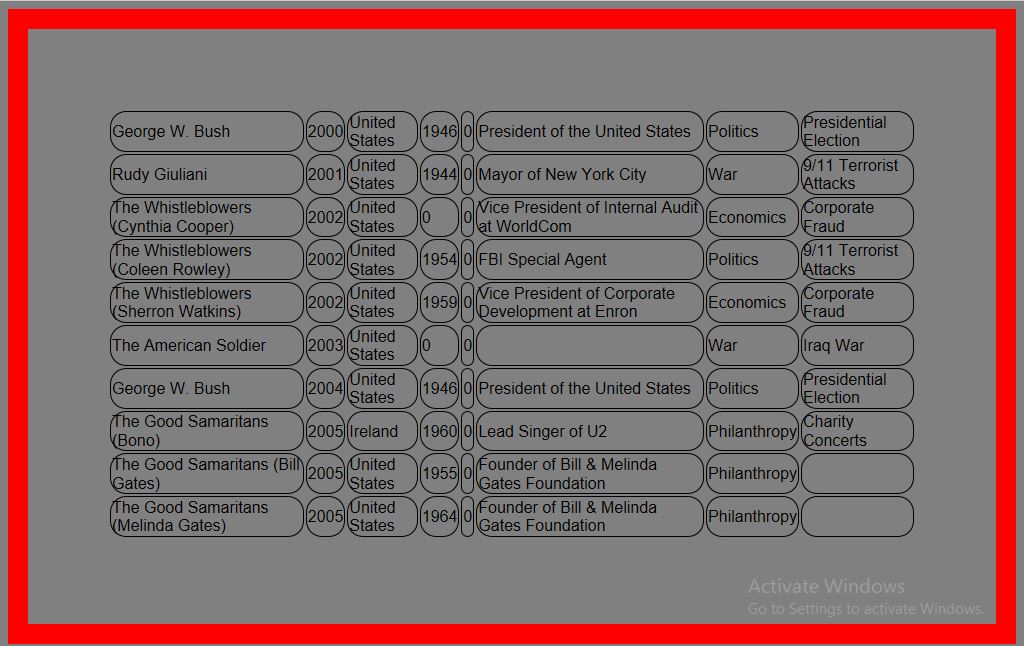 George W. Bush 2000 United States 1946 0 President of the United States Politics Presidential Election
Rudy Giuliani 2001 United States 1944 0 Mayor of New York City War 9/11 Terrorist Attacks
The Whistleblowers (Cynthia Cooper) 2002 United States 0 0 Vice President of Internal Audit at WorldCom Economics Corporate Fraud
The Whistleblowers (Coleen Rowley) 2002 United States 1954 0 FBI Special Agent Politics 9/11 Terrorist Attacks
The Whistleblowers (Sherron Watkins) 2002 United States 1959 0 Vice President of Corporate Development at Enron Economics Corporate Fraud
The American Soldier 2003 United States 0 0 War Iraq War
George W. Bush 2004 United States 1946 0 President of the United States Politics Presidential Election
The Good Samaritans (Bono) 2005 Ireland 1960 0 Lead Singer of U2 Philanthropy Charity Concerts
The Good Samaritans (Bill Gates) 2005 United States 1955 0 Founder of Bill & Melinda Gates Foundation Philanthropy
The Good Samaritans (Melinda Gates) 2005 United States 1964 0 Founder of Bill & Melinda Gates Foundation Philanthropy
Activate Windows
Go to Settings to activate Windows.